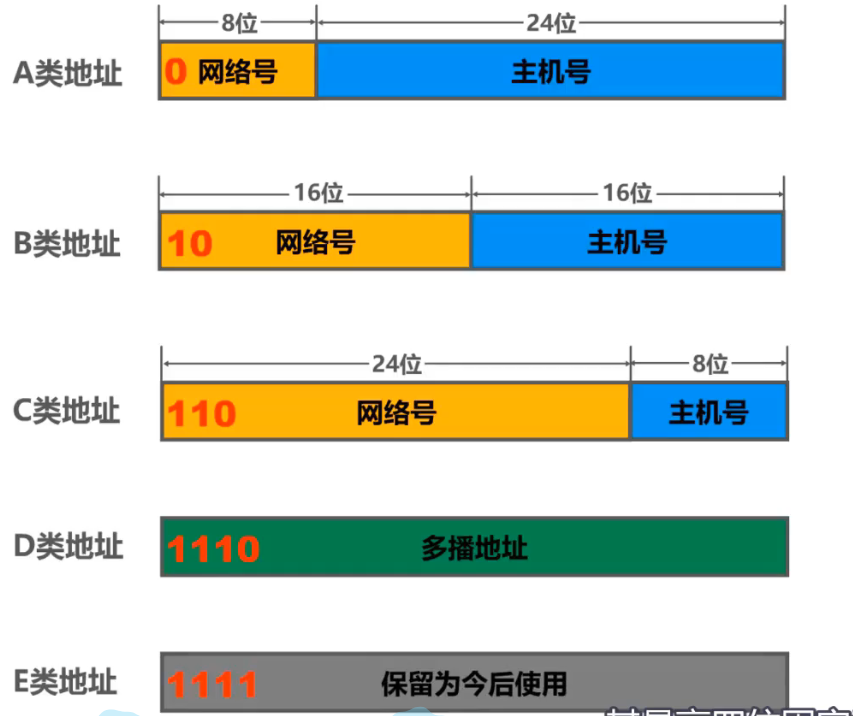 8位 24位
A类地址 0 网络号 主机号
16位 16位
B类地址 10 网络号 主机号
24位 8位
C类地址 110 网络号 主机号
D类地址 1110 多播地址
E类地址 1111 保留为今后使用